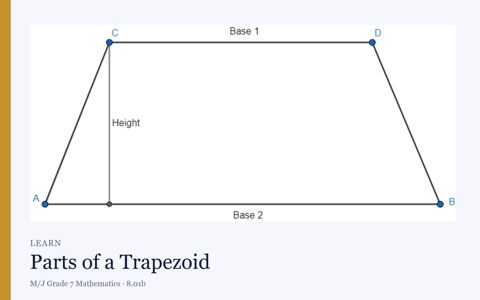 C
Base 1
D
Height
A
B
Base 2
LEARN
Parts of a Trapezoid
M/J Grade 7 Mathematics · 8.01b